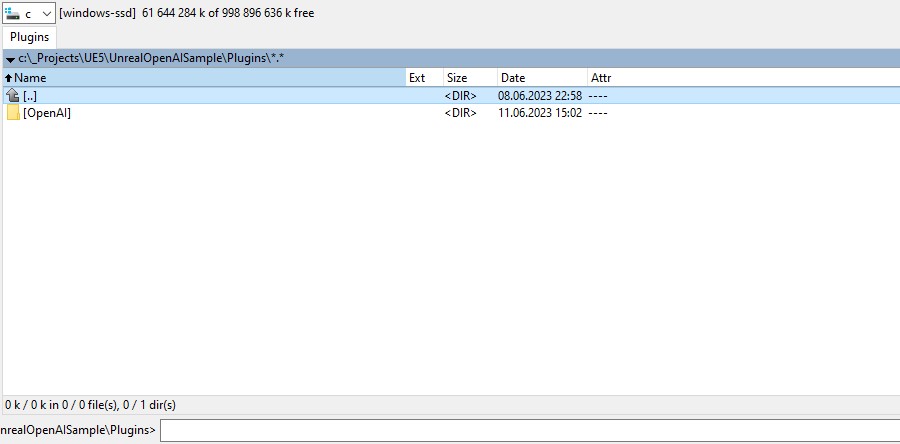 c [windows-ssd] 61 644 284 k of 998 896 636 k free
Plugins
c:\_Projects\UE5\UnrealOpenAISample\Plugins\*.*
Name Ext Size Date Attr
[..] <DIR> 08.06.2023 22:58 ----
[OpenAI] <DIR> 11.06.2023 15:02 ----
0 k / 0 k in 0 / 0 file(s), 0 / 1 dir(s)
nrealOpenAISample\Plugins>